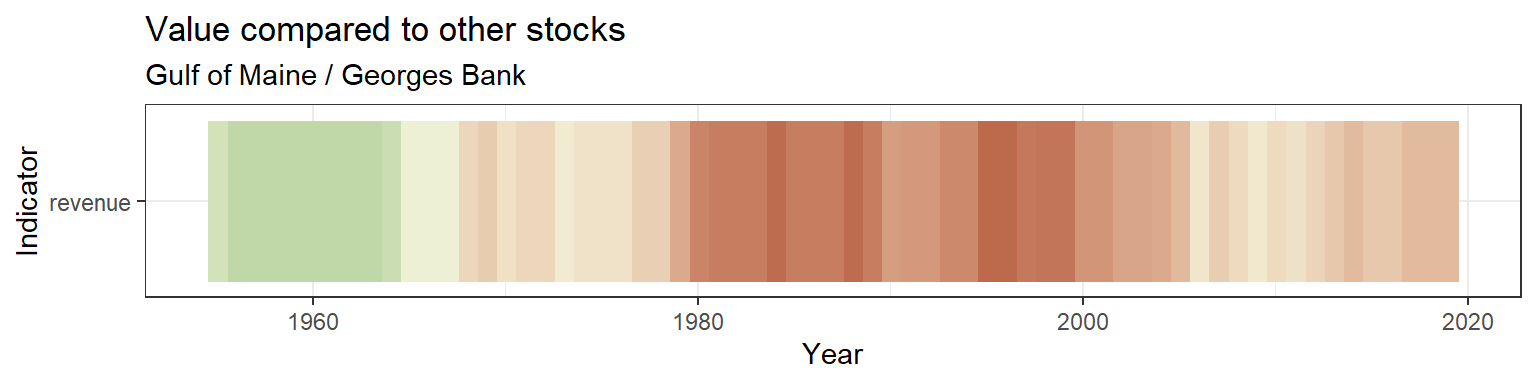 Value compared to other stocks
Gulf of Maine / Georges Bank
Indicator
revenue
1960 1980 2000 2020
Year